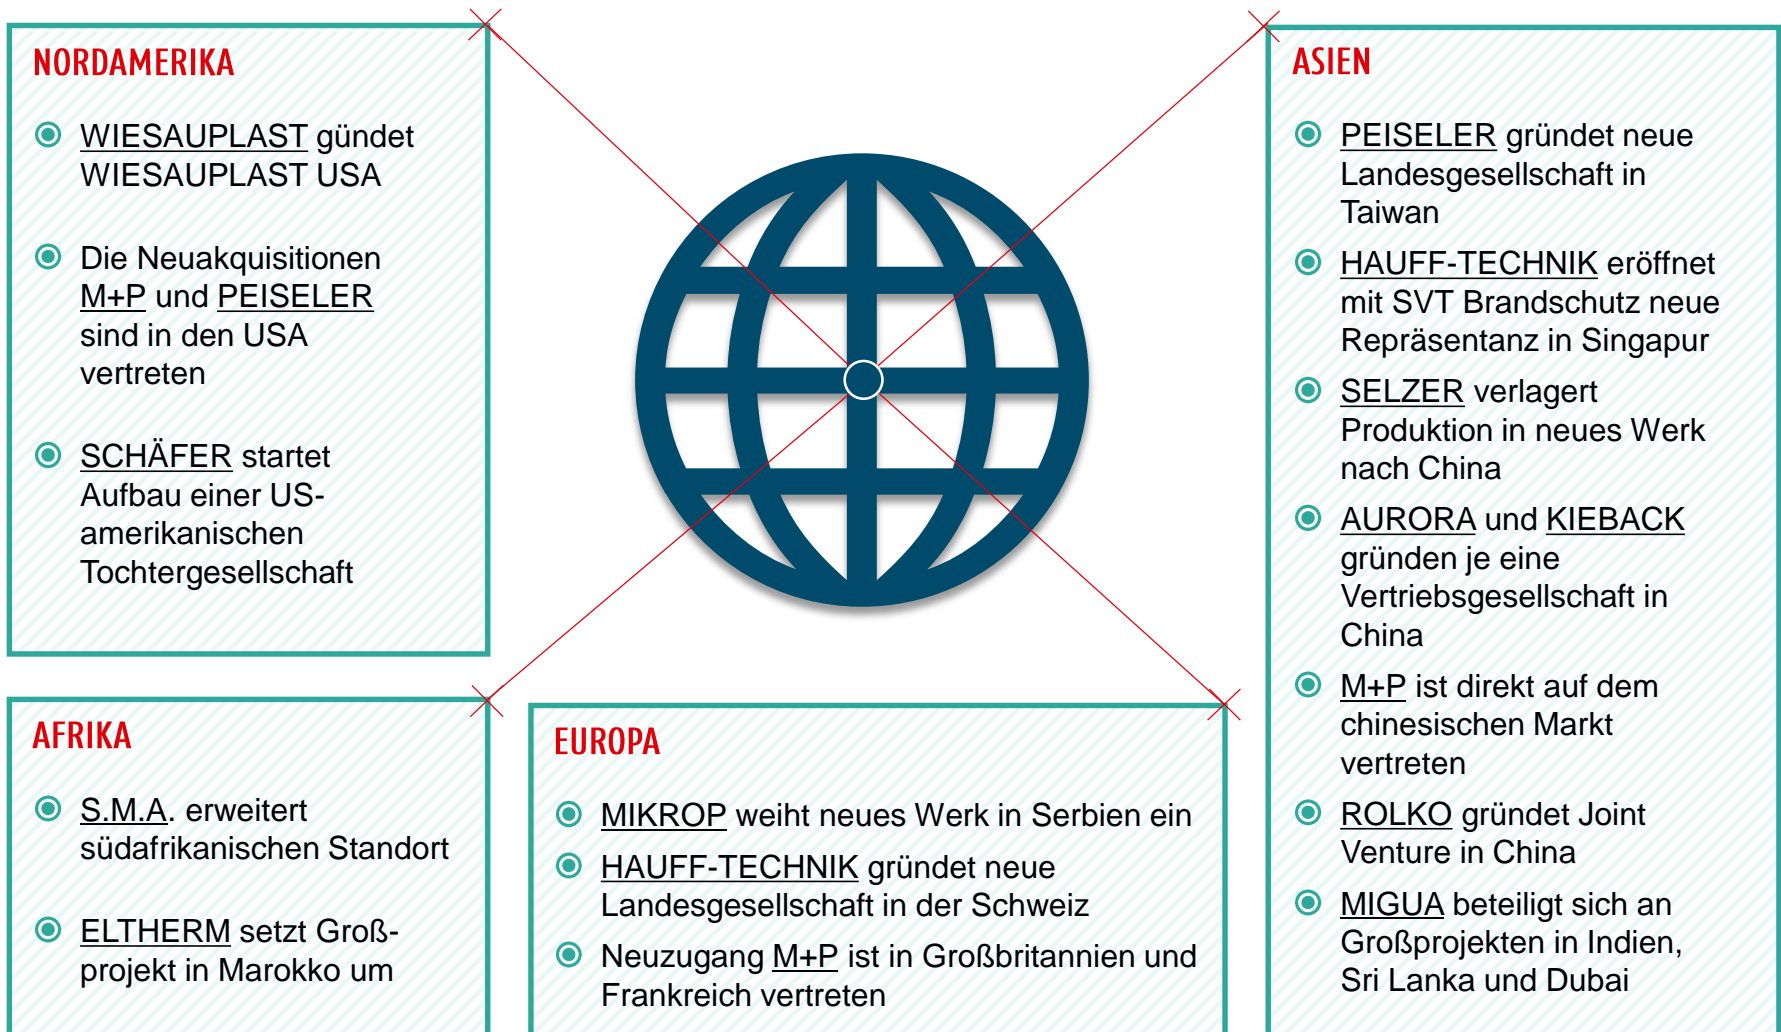 NORDAMERIKA
WIESAUPLAST gündet
WIESAUPLAST USA
Die Neuakquisitionen
M+P und PEISELER
sind in den USA
vertreten
SCHÄFER startet
Aufbau einer US-
amerikanischen
Tochtergesellschaft
AFRIKA
S.M.A. erweitert
südafrikanischen Standort
ELTHERM setzt Groß-
projekt in Marokko um
EUROPA
MIKROP weiht neues Werk in Serbien ein
HAUFF-TECHNIK gründet neue
Landesgesellschaft in der Schweiz
Neuzugang M+P ist in Großbritannien und
Frankreich vertreten
ASIEN
PEISELER gründet neue
Landesgesellschaft in
Taiwan
HAUFF-TECHNIK eröffnet
mit SVT Brandschutz neue
Repräsentanz in Singapur
SELZER verlagert
Produktion in neues Werk
nach China
AURORA und KIEBACK
gründen je eine
Vertriebsgesellschaft in
China
M+P ist direkt auf dem
chinesischen Markt
vertreten
ROLKO gründet Joint
Venture in China
MIGUA beteiligt sich an
Großprojekten in Indien,
Sri Lanka und Dubai